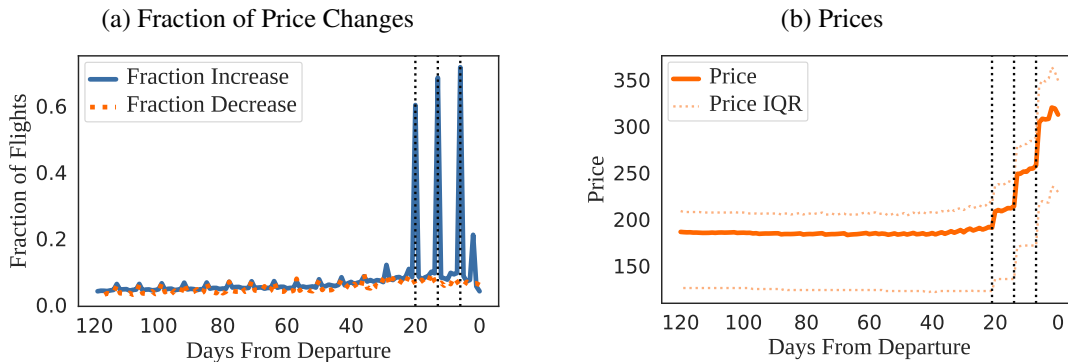 (a) Fraction of Price Changes
Fraction Increase
Fraction Decrease
Fraction of Flights
0.6
0.4
0.2
0.0
120 100 80 60 40 20 0
Days From Departure
(b) Prices
Price
Price IQR
Price
350
300
250
200
150
120 100 80 60 40 20 0
Days From Departure